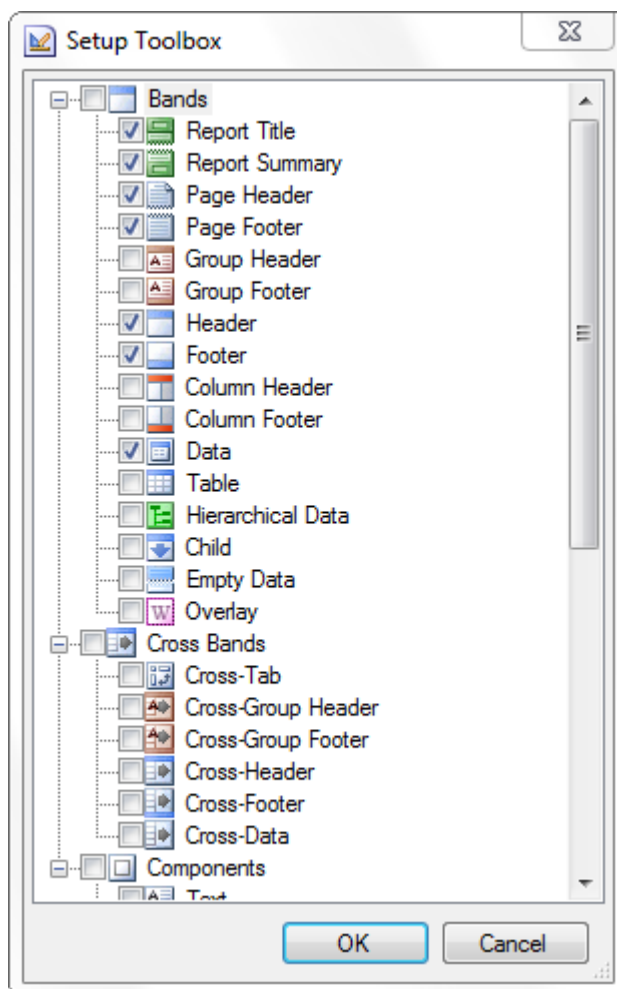 Setup Toolbox
Bands
Report Title
Report Summary
Page Header
Page Footer
Group Header
Group Footer
Header
Footer
Column Header
Column Footer
Data
Table
Hierarchical Data
Child
Empty Data
Overlay
Cross Bands
Cross-Tab
Cross-Group Header
Cross-Group Footer
Cross-Header
Cross-Footer
Cross-Data
Components
Text
OK Cancel